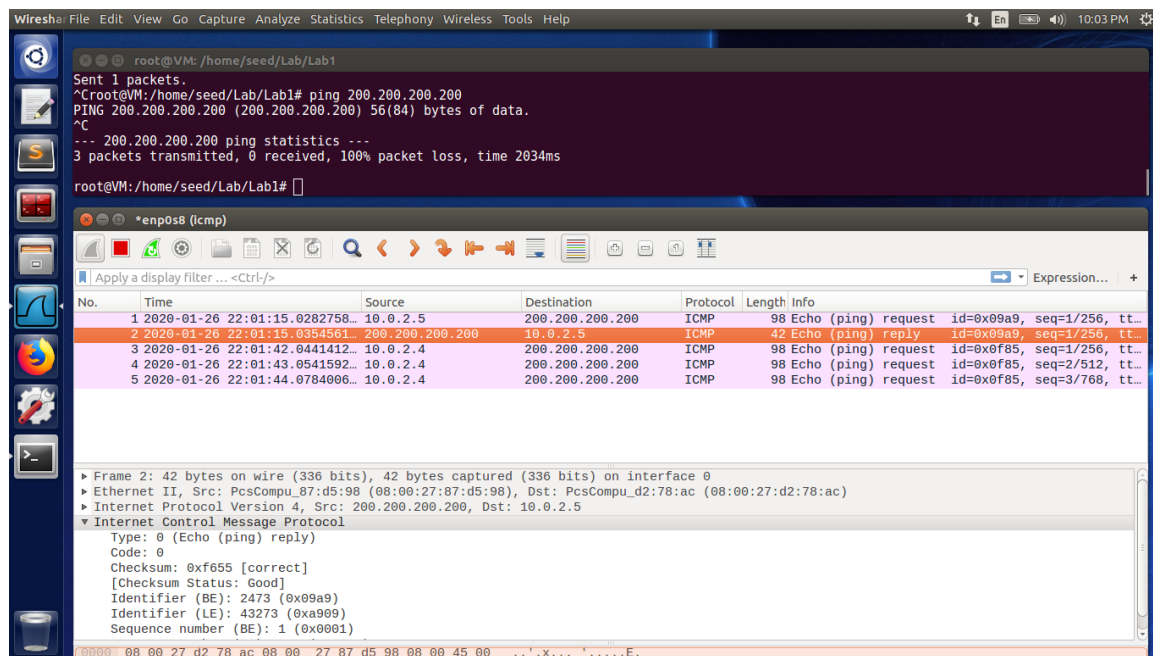 Wireshar File Edit View Go Capture Analyze Statistics Telephony Wireless Tools Help En 10:03 PM
root@VM: /home/seed/Lab/Lab1
Sent 1 packets.
^Croot@VM:/home/seed/Lab/Lab1# ping 200.200.200.200
PING 200.200.200.200 (200.200.200.200) 56(84) bytes of data.
^C
--- 200.200.200.200 ping statistics ---
3 packets transmitted, 0 received, 100% packet loss, time 2034ms
root@VM:/home/seed/Lab/Lab1#
*enp0s8 (icmp)
Apply a display filter … <Ctrl-/> Expression… +
No. Time Source Destination Protocol Length Info
1 2020-01-26 22:01:15.0282758… 10.0.2.5 200.200.200.200 ICMP 98 Echo (ping) request id=0x09a9, seq=1/256, tt…
2 2020-01-26 22:01:15.0354561… 200.200.200.200 10.0.2.5 ICMP 42 Echo (ping) reply id=0x09a9, seq=1/256, tt…
3 2020-01-26 22:01:42.0441412… 10.0.2.4 200.200.200.200 ICMP 98 Echo (ping) request id=0x0f85, seq=1/256, tt…
4 2020-01-26 22:01:43.0541592… 10.0.2.4 200.200.200.200 ICMP 98 Echo (ping) request id=0x0f85, seq=2/512, tt…
5 2020-01-26 22:01:44.0784006… 10.0.2.4 200.200.200.200 ICMP 98 Echo (ping) request id=0x0f85, seq=3/768, tt…
Frame 2: 42 bytes on wire (336 bits), 42 bytes captured (336 bits) on interface 0
Ethernet II, Src: PcsCompu_87:d5:98 (08:00:27:87:d5:98), Dst: PcsCompu_d2:78:ac (08:00:27:d2:78:ac)
Internet Protocol Version 4, Src: 200.200.200.200, Dst: 10.0.2.5
Internet Control Message Protocol
Type: 0 (Echo (ping) reply)
Code: 0
Checksum: 0xf655 [correct]
[Checksum Status: Good]
Identifier (BE): 2473 (0x09a9)
Identifier (LE): 43273 (0xa909)
Sequence number (BE): 1 (0x0001)
0000 08 00 27 d2 78 ac 08 00 27 87 d5 98 08 00 45 00 ..'.x... '.....E.